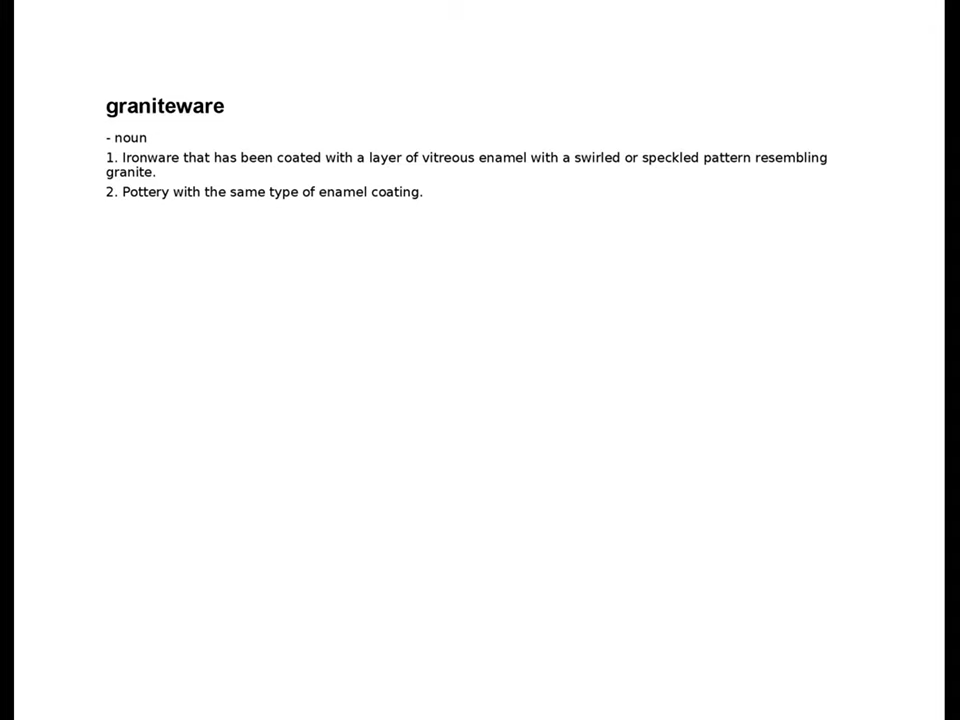 graniteware
- noun
1. Ironware that has been coated with a layer of vitreous enamel with a swirled or speckled pattern resembling
granite.
2. Pottery with the same type of enamel coating.